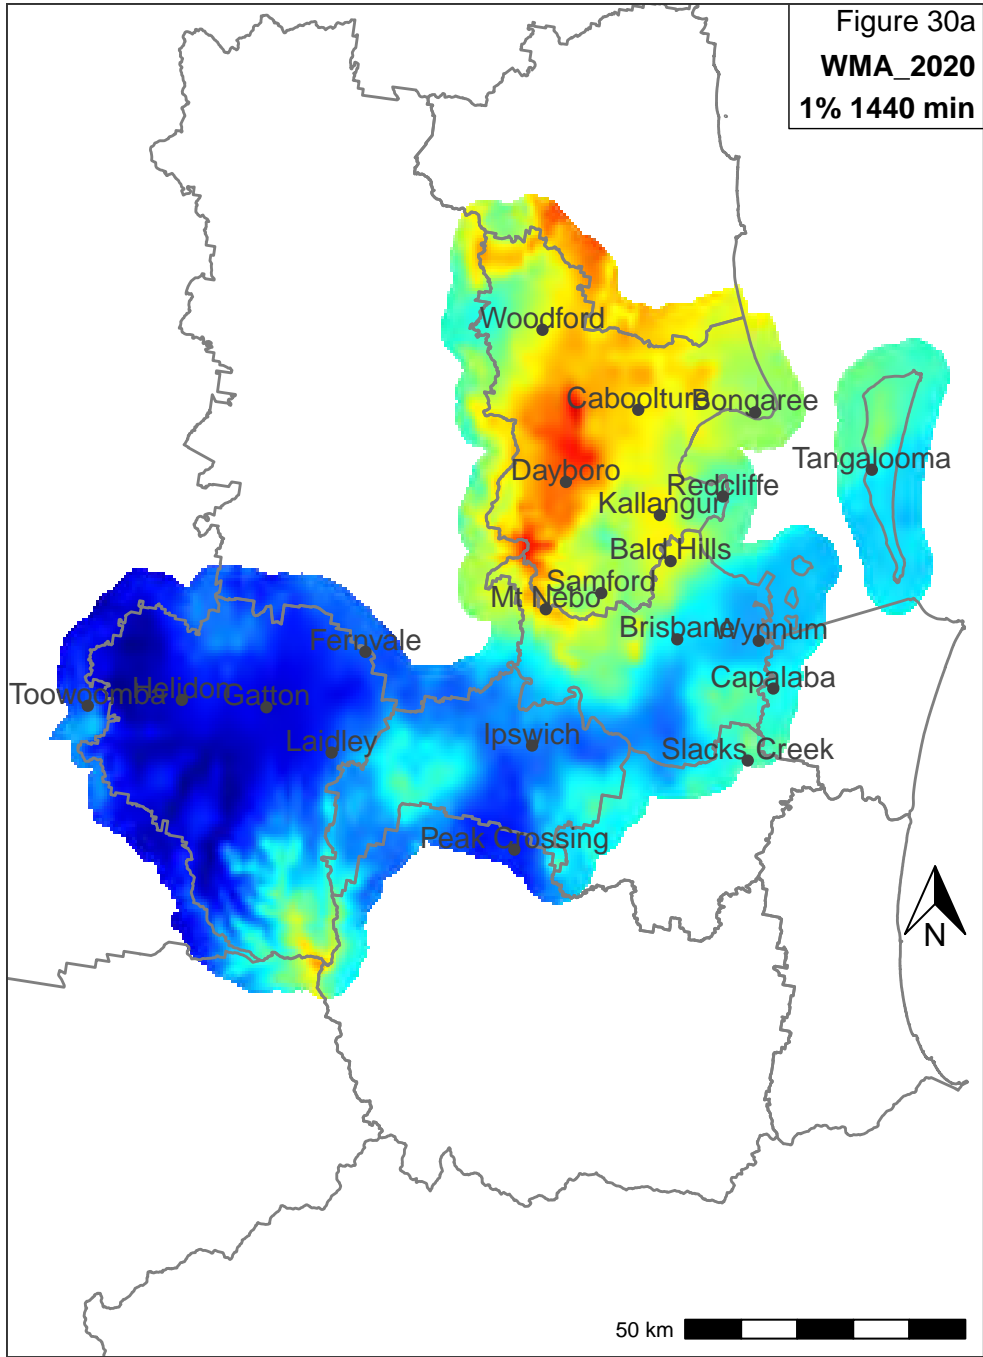 Figure 30a
WMA_2020
1% 1440 min
Woodford
Caboolture
Bongaree
Tangalooma
Dayboro
Redcliffe
Kallangur
Bald Hills
Samford
Mt Nebo
Brisbane
Wynnum
Fernvale
Capalaba
Toowoomba
Helidon
Gatton
Ipswich
Laidley
Slacks Creek
Peak Crossing
N
50 km